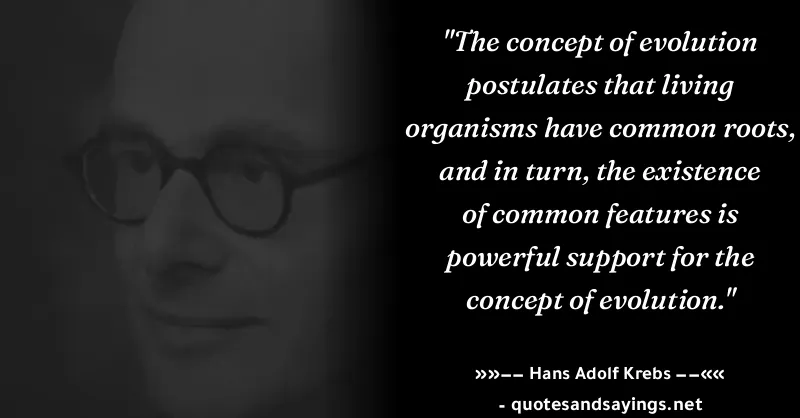 "The concept of evolution
postulates that living
organisms have common roots,
and in turn, the existence
of common features is
powerful support for the
concept of evolution."
»»–– Hans Adolf Krebs ––««
- quotesandsayings.net